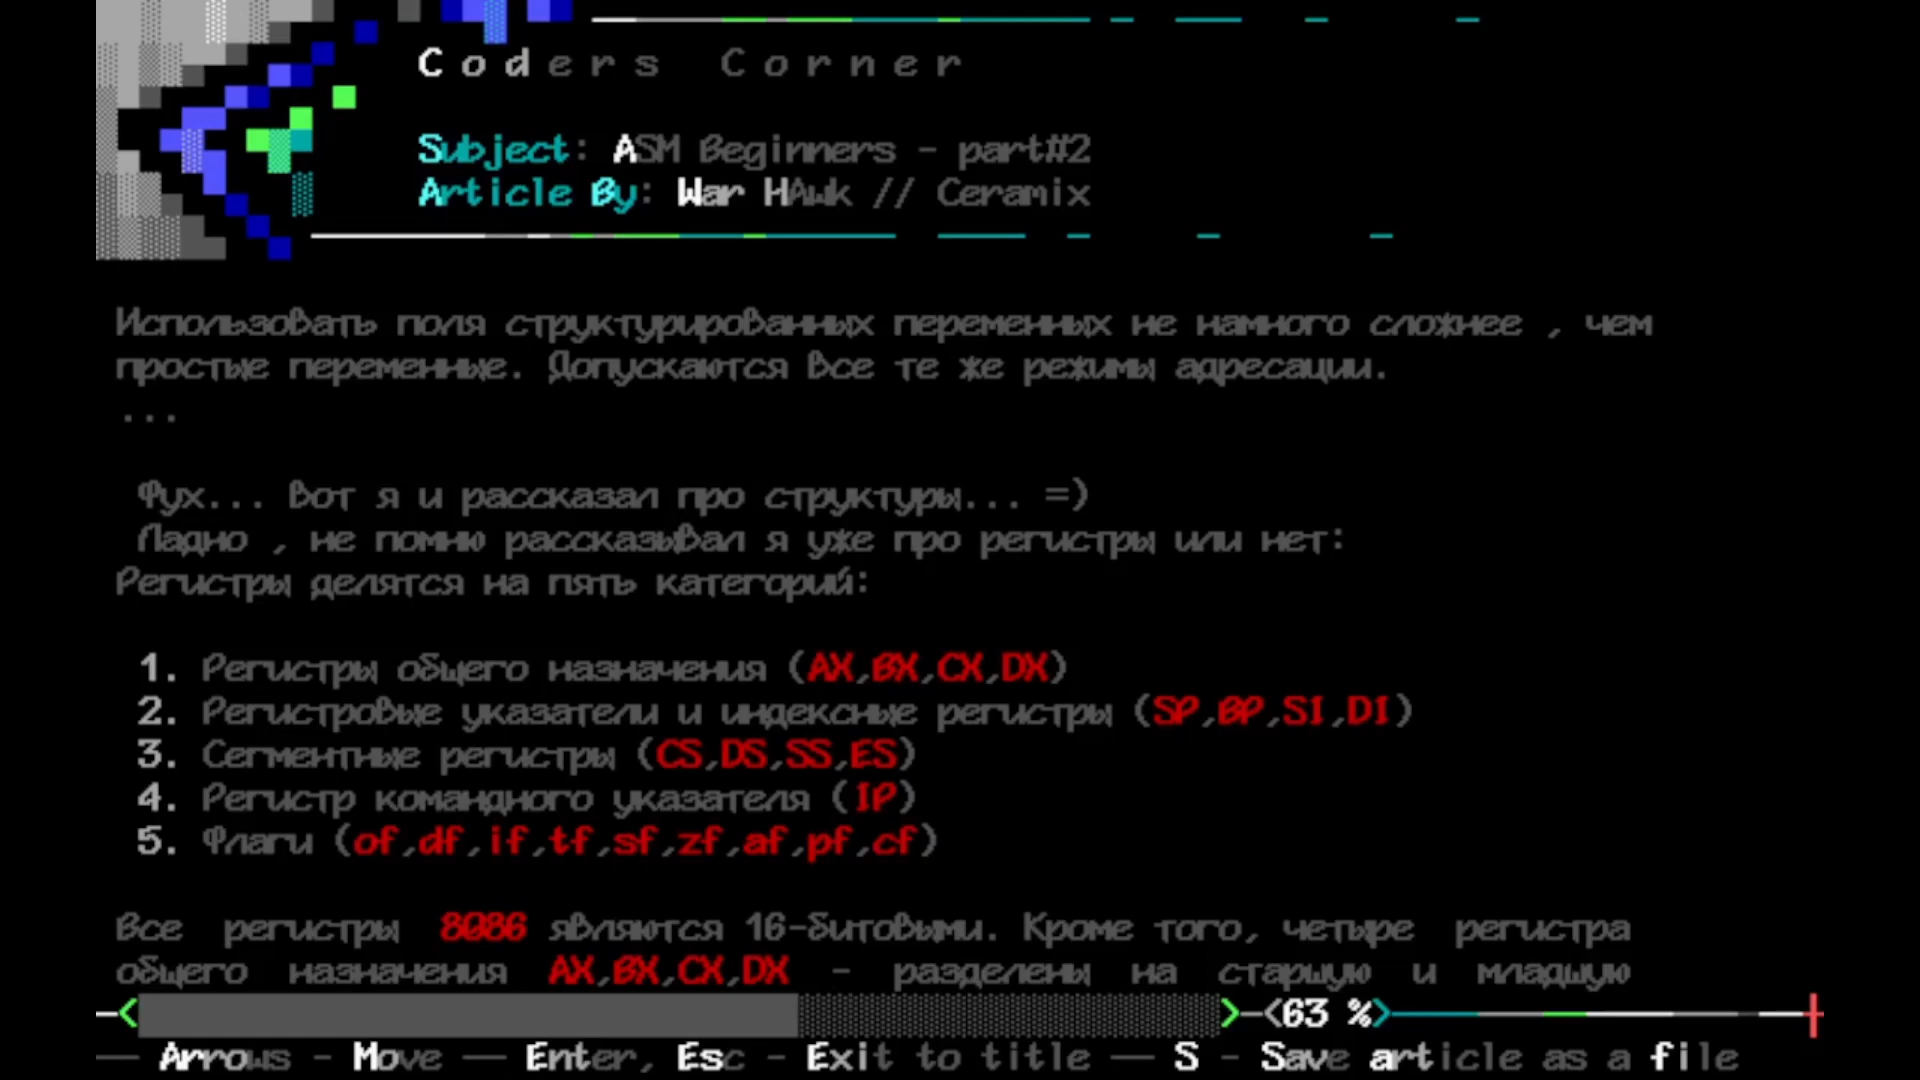 Coders Corner
Subject: ASM Beginners - part#2
Article By: War HAwk // Ceramix
Использовать поля структурированных переменных не намного сложнее , чем
простые переменные. Допускаются все те же режимы адресации.
...
Фух... Вот я и рассказал про структуры... =)
Ладно , не помню рассказывал я уже про регистры или нет:
Регистры делятся на пять категорий:
1. Регистры общего назначения (AX,BX,CX,DX)
2. Регистровые указатели и индексные регистры (SP,BP,SI,DI)
3. Сегментные регистры (CS,DS,SS,ES)
4. Регистр командного указателя (IP)
5. Флаги (of,df,if,tf,sf,zf,af,pf,cf)
Все регистры 8086 являются 16-битовыми. Кроме того, четыре регистра
общего назначения AX,BX,CX,DX - разделены на старшую и младшую
<63 %>
Arrows - Move — Enter, Esc - Exit to title — S - Save article as a file